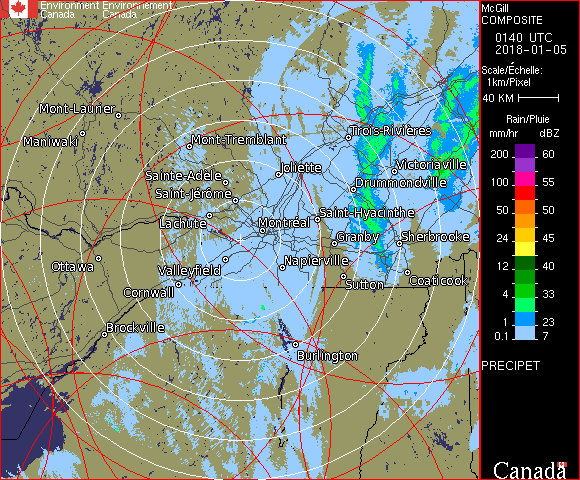 Environment Environnement
Canada Canada
McGill
COMPOSITE
0140 UTC
2018-01-05
Scale/Échelle:
1km/Pixel
40 KM
Rain/Pluie
mm/hr dBZ
200 60
100 55
50 50
24 45
12 40
4 33
1 23
0.1 7
PRECIPET
Canada
Mont-Laurier
Maniwaki
Mont-Tremblant
Trois-Rivières
Sainte-Adèle
Joliette
Victoriaville
Saint-Jérôme
Drummondville
Lachute
Montréal
Saint-Hyacinthe
Granby
Sherbrooke
Ottawa
Valleyfield
Napierville
Cornwall
Sutton
Coaticook
Brockville
Burlington